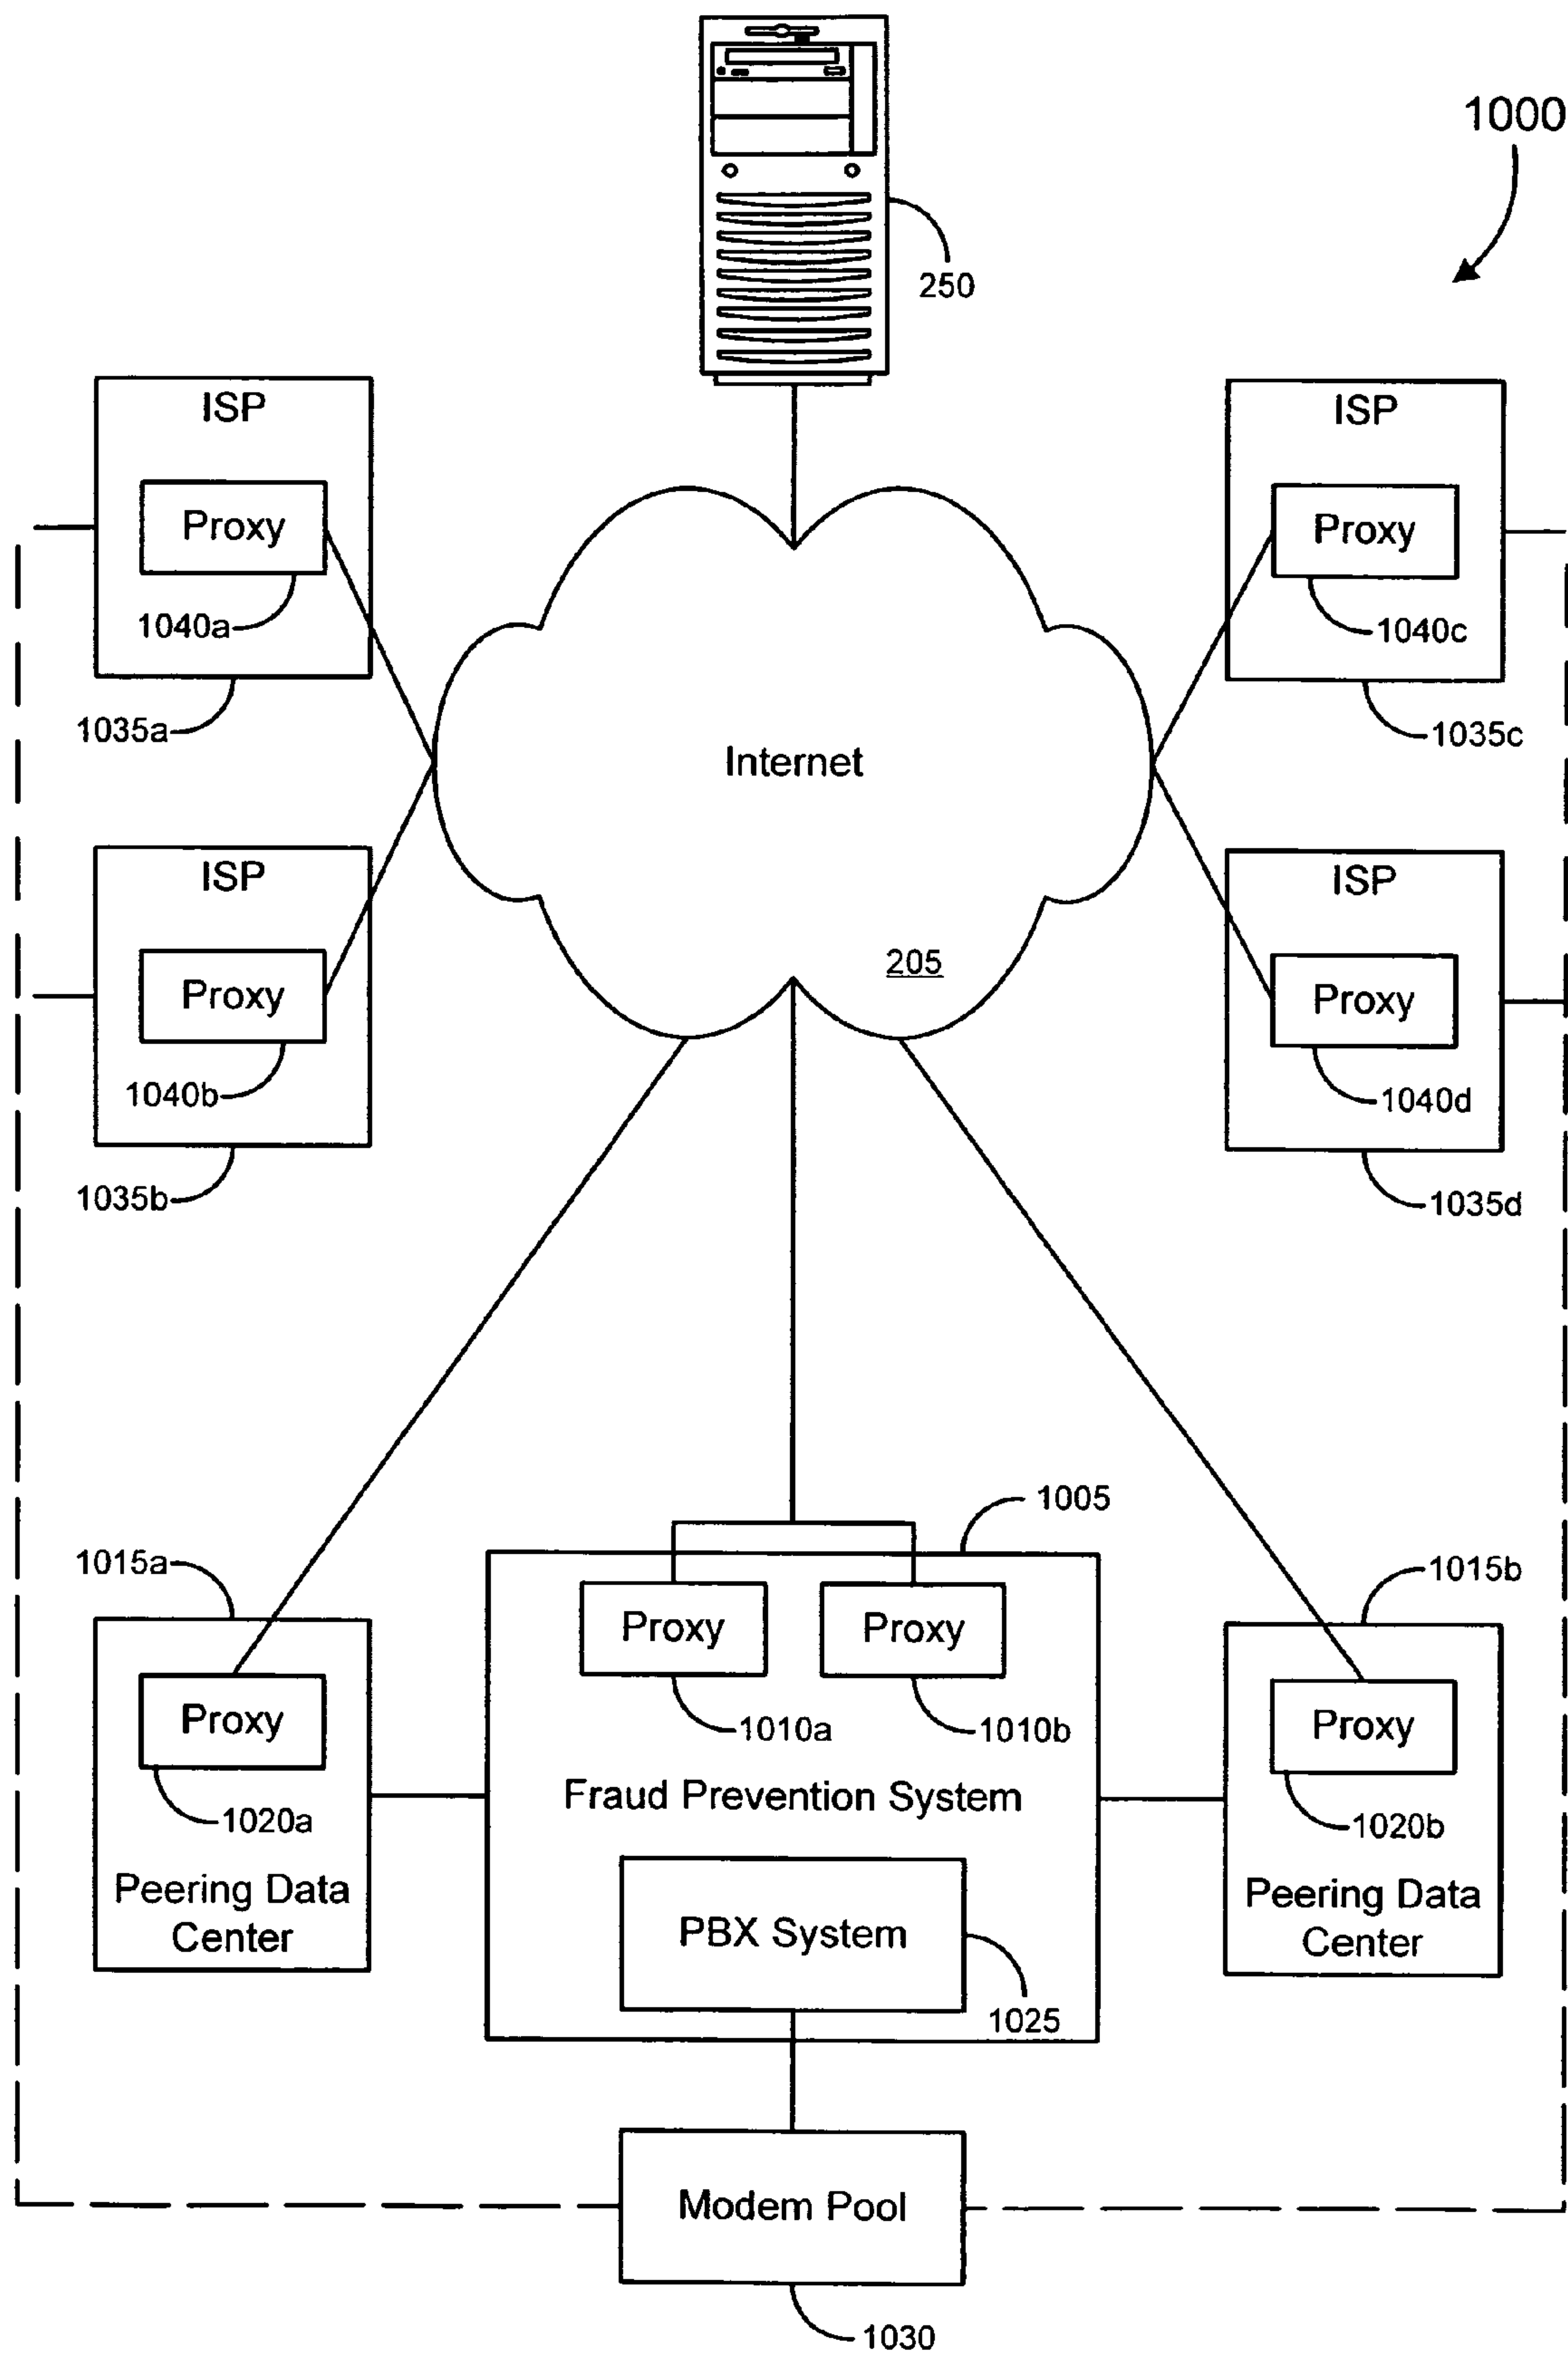 1000
250
ISP
Proxy
1040a
1035a
ISP
Proxy
1040c
1035c
Internet
205
ISP
Proxy
1040b
1035b
ISP
Proxy
1040d
1035d
1015a
Proxy
1020a
Peering Data
Center
1005
Proxy
1010a
Proxy
1010b
Fraud Prevention System
PBX System
1025
1015b
Proxy
1020b
Peering Data
Center
Modem Pool
1030